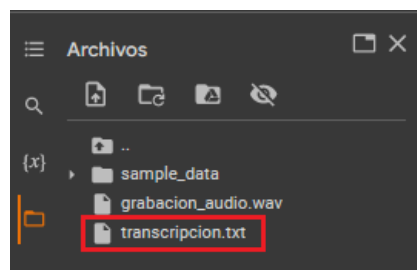 Archivos
{x}
..
sample_data
grabacion_audio.wav
transcripcion.txt